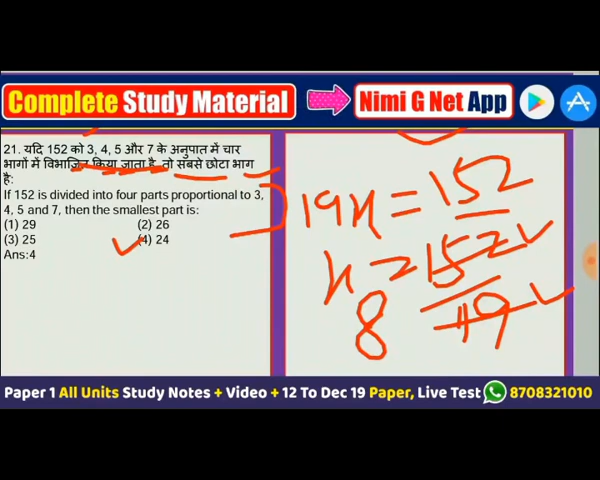 Complete Study Material
Nimi G Net App
21. यदि 152 को 3, 4, 5 और 7 के अनुपात में चार
भागों में विभाजित किया जाता है, तो सबसे छोटा भाग
है:
If 152 is divided into four parts proportional to 3,
4, 5 and 7, then the smallest part is:
(1) 29 (2) 26
(3) 25 (4) 24
Ans:4
19x = 152
x = 152
19
8
Paper 1 All Units Study Notes + Video + 12 To Dec 19 Paper, Live Test 8708321010